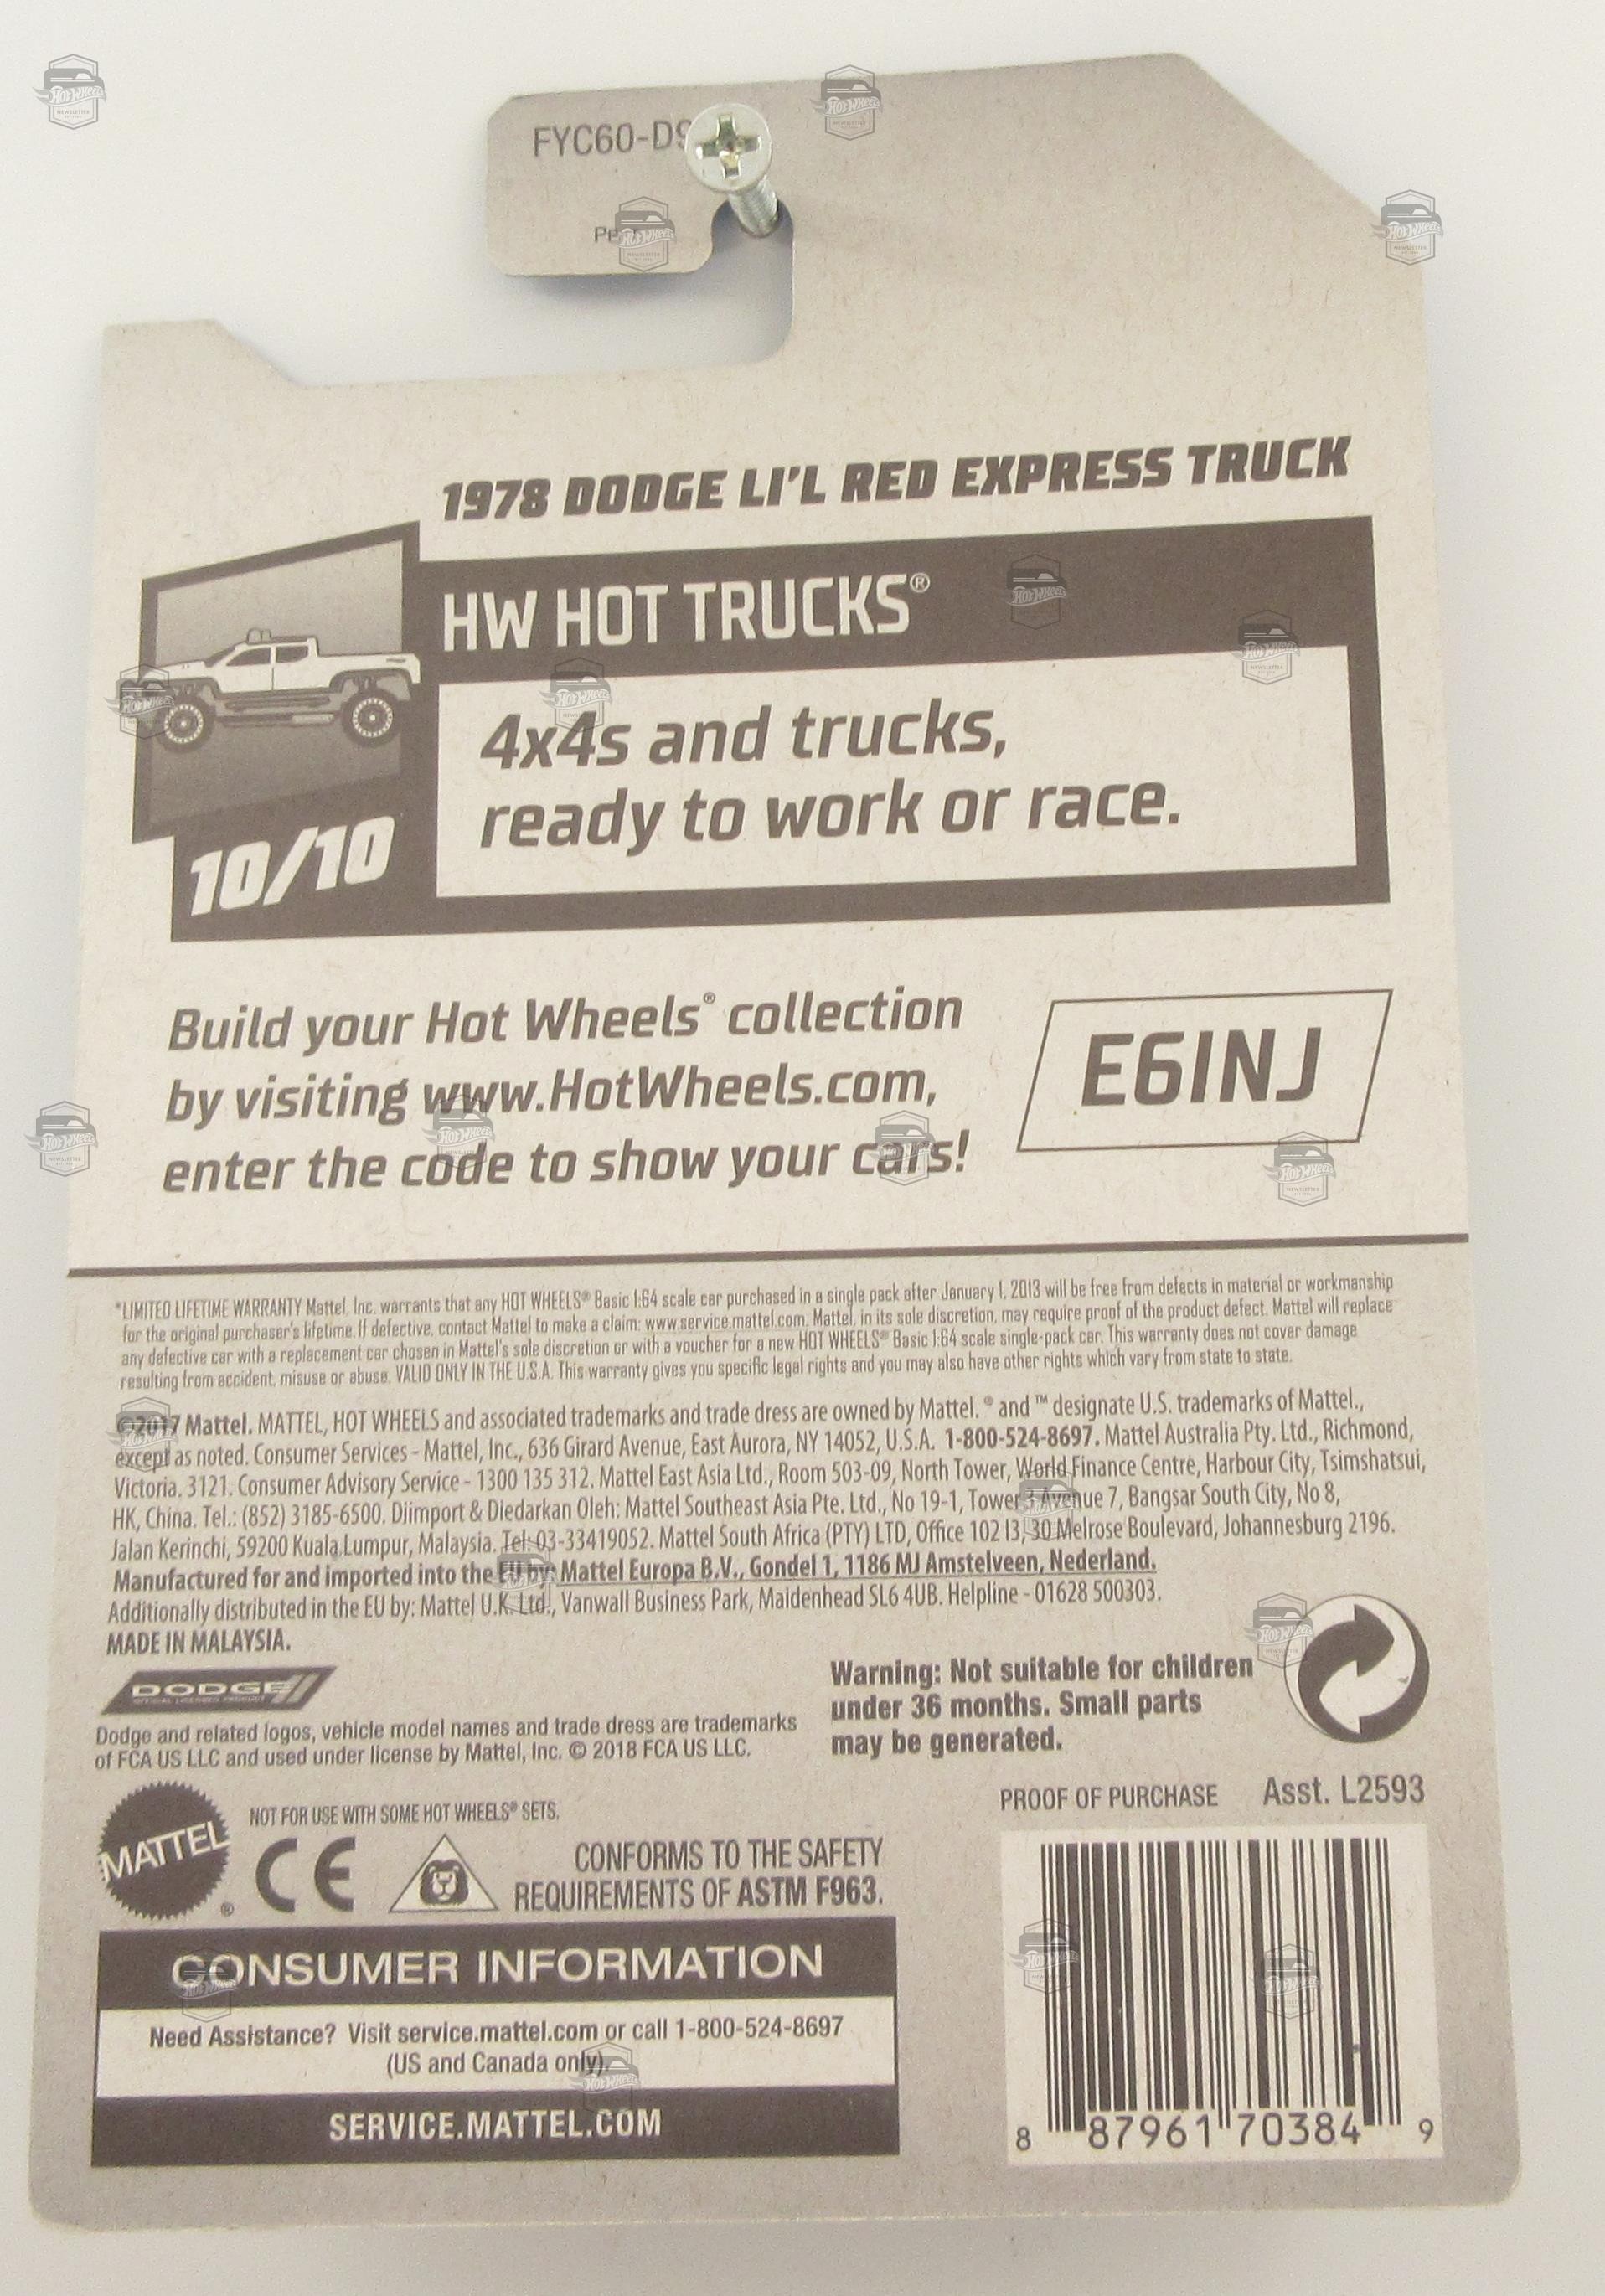 FYC60-D9
1978 DODGE LI'L RED EXPRESS TRUCK
HW HOT TRUCKS®
4x4s and trucks,
ready to work or race.
10/10
Build your Hot Wheels® collection
by visiting www.HotWheels.com,
enter the code to show your cars!
E6INJ
*LIMITED LIFETIME WARRANTY Mattel, Inc. warrants that any HOT WHEELS® Basic 1:64 scale car purchased in a single pack after January 1, 2013 will be free from defects in material or workmanship
for the original purchaser's lifetime. If defective, contact Mattel to make a claim: www.service.mattel.com. Mattel, in its sole discretion, may require proof of the product defect. Mattel will replace
any defective car with a replacement car chosen in Mattel's sole discretion or with a voucher for a new HOT WHEELS® Basic 1:64 scale single-pack car. This warranty does not cover damage
resulting from accident, misuse or abuse. VALID ONLY IN THE U.S.A. This warranty gives you specific legal rights and you may also have other rights which vary from state to state.
©2017 Mattel. MATTEL, HOT WHEELS and associated trademarks and trade dress are owned by Mattel. ® and ™ designate U.S. trademarks of Mattel.,
except as noted. Consumer Services – Mattel, Inc., 636 Girard Avenue, East Aurora, NY 14052, U.S.A. 1-800-524-8697. Mattel Australia Pty. Ltd., Richmond,
Victoria. 3121. Consumer Advisory Service - 1300 135 312. Mattel East Asia Ltd., Room 503-09, North Tower, World Finance Centre, Harbour City, Tsimshatsui,
HK, China. Tel.: (852) 3185-6500. Diimport & Diedarkan Oleh: Mattel Southeast Asia Pte. Ltd., No 19-1, Tower 3 Avenue 7, Bangsar South City, No 8,
Jalan Kerinchi, 59200 Kuala Lumpur, Malaysia. Tel: 03-33419052. Mattel South Africa (PTY) LTD, Office 102 I3, 30 Melrose Boulevard, Johannesburg 2196.
Manufactured for and imported into the EU by: Mattel Europa B.V., Gondel 1, 1186 MJ Amstelveen, Nederland.
Additionally distributed in the EU by: Mattel U.K. Ltd., Vanwall Business Park, Maidenhead SL6 4UB. Helpline – 01628 500303.
MADE IN MALAYSIA.
DODGE
OFFICIAL LICENSED PRODUCT
Dodge and related logos, vehicle model names and trade dress are trademarks
of FCA US LLC and used under license by Mattel, Inc. © 2018 FCA US LLC.
Warning: Not suitable for children
under 36 months. Small parts
may be generated.
PROOF OF PURCHASE Asst. L2593
MATTEL®
NOT FOR USE WITH SOME HOT WHEELS® SETS.
CE
CONFORMS TO THE SAFETY
REQUIREMENTS OF ASTM F963.
CONSUMER INFORMATION
Need Assistance? Visit service.mattel.com or call 1-800-524-8697
(US and Canada only).
SERVICE.MATTEL.COM
8 87961 70384 9